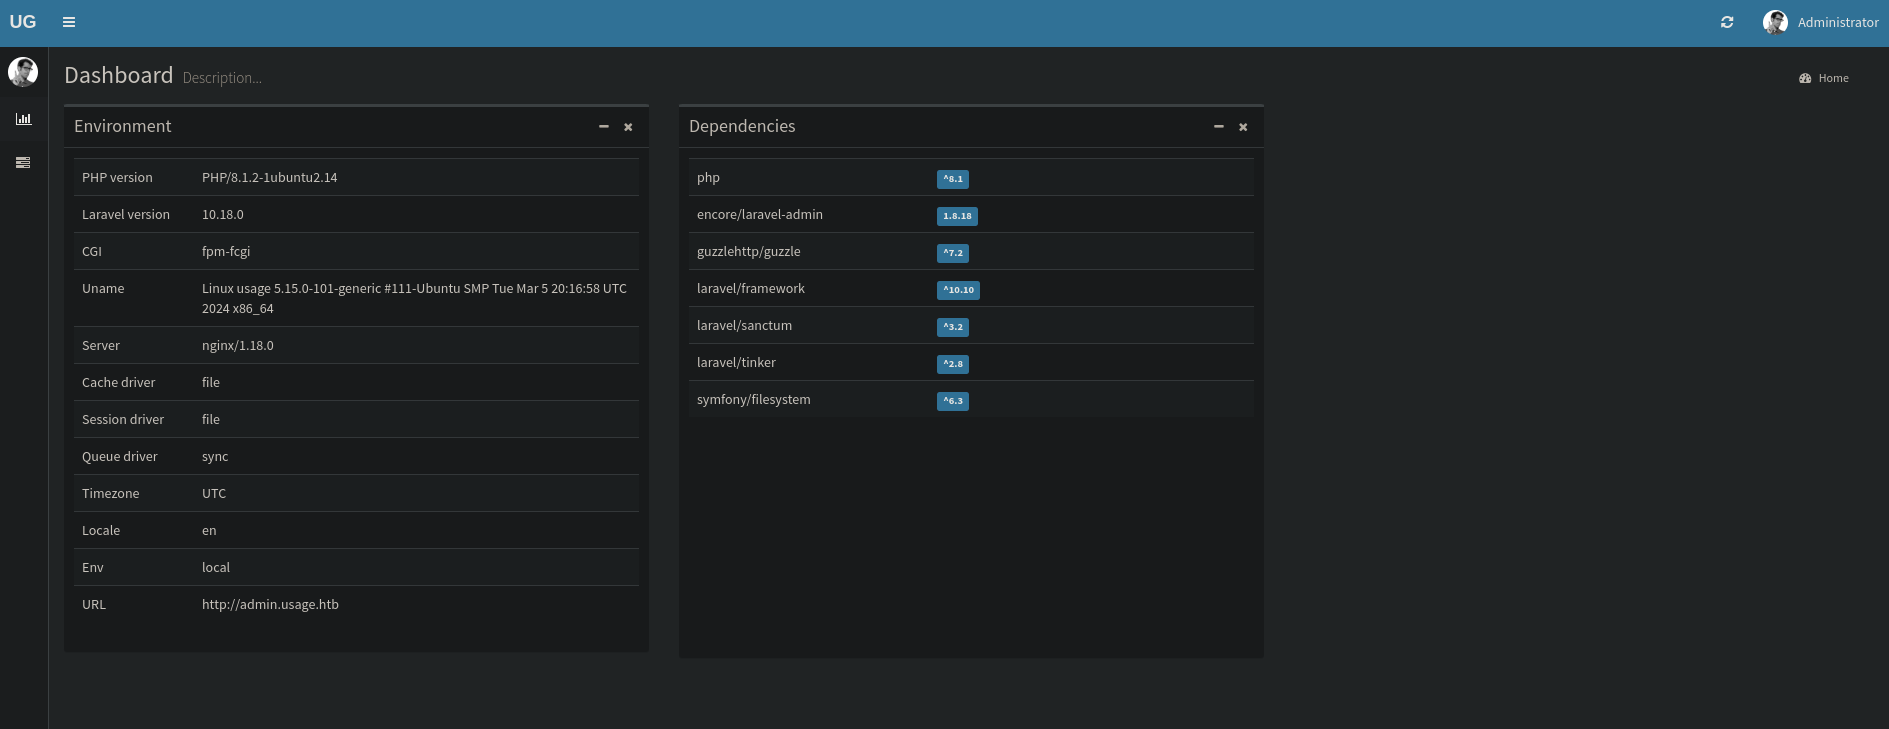 UG
Administrator
Dashboard Description...
Home
Environment
PHP version PHP/8.1.2-1ubuntu2.14
Laravel version 10.18.0
CGI fpm-fcgi
Uname Linux usage 5.15.0-101-generic #111-Ubuntu SMP Tue Mar 5 20:16:58 UTC
2024 x86_64
Server nginx/1.18.0
Cache driver file
Session driver file
Queue driver sync
Timezone UTC
Locale en
Env local
URL http://admin.usage.htb
Dependencies
php ^8.1
encore/laravel-admin 1.8.18
guzzlehttp/guzzle ^7.2
laravel/framework ^10.10
laravel/sanctum ^3.2
laravel/tinker ^2.8
symfony/filesystem ^6.3